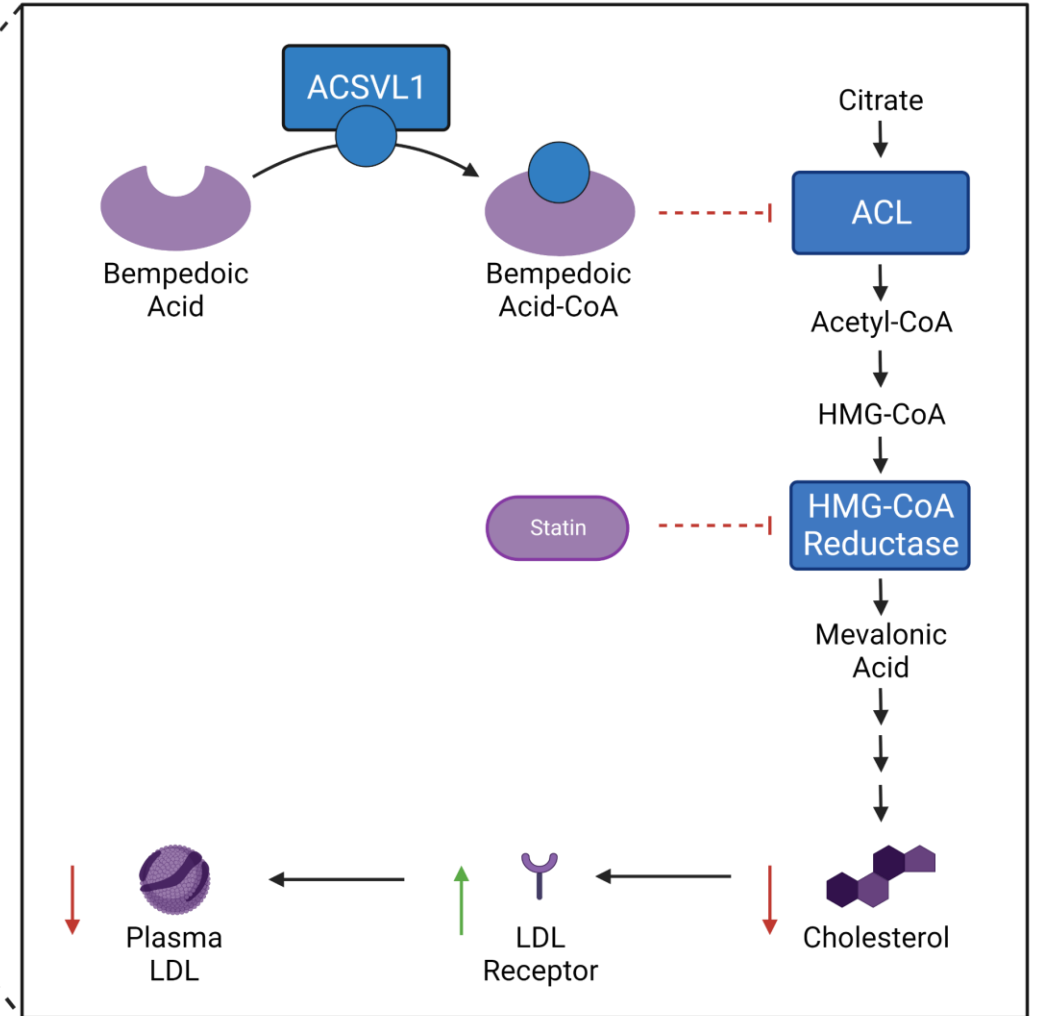 ACSVL1
Citrate
ACL
Bempedoic
Acid
Bempedoic
Acid-CoA
Acetyl-CoA
HMG-CoA
Statin
HMG-CoA
Reductase
Mevalonic
Acid
Plasma
LDL
LDL
Receptor
Cholesterol